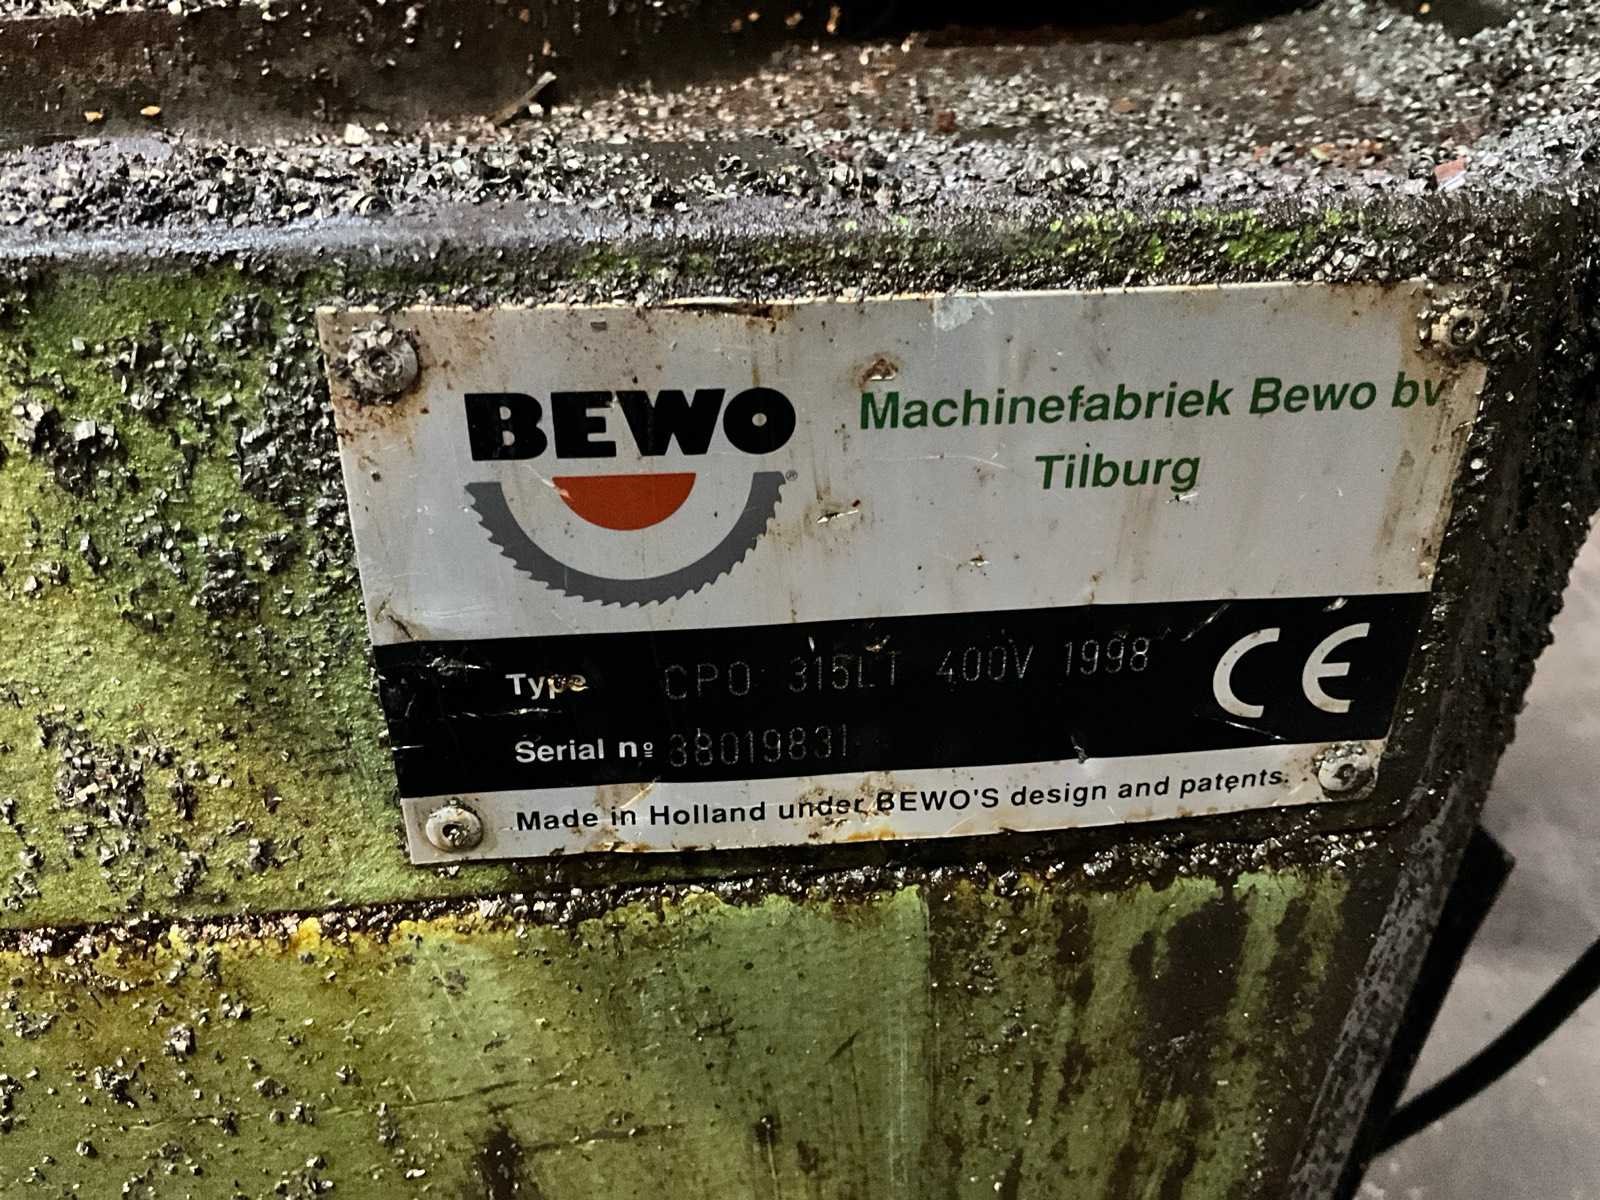 BEWO
®
Machinefabriek Bewo bv
Tilburg
Type CPO 315LT 400V 1998
Serial nº 38019831
CE
Made in Holland under BEWO'S design and patents.